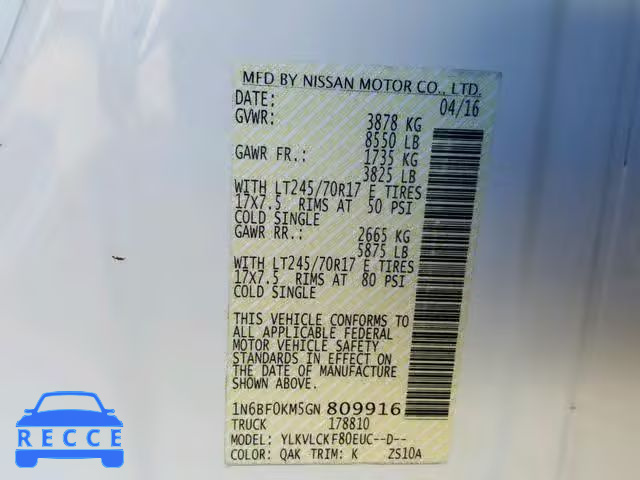 MFD BY NISSAN MOTOR CO., LTD.
DATE: 04/16
GVWR: 3878 KG
8550 LB
GAWR FR.: 1735 KG
3825 LB
WITH LT245/70R17 E TIRES
17X7.5 RIMS AT 50 PSI
COLD SINGLE
GAWR RR.: 2665 KG
5875 LB
WITH LT245/70R17 E TIRES
17X7.5 RIMS AT 80 PSI
COLD SINGLE
THIS VEHICLE CONFORMS TO
ALL APPLICABLE FEDERAL
MOTOR VEHICLE SAFETY
STANDARDS IN EFFECT ON
THE DATE OF MANUFACTURE
SHOWN ABOVE.
1N6BF0KM5GN 809916
TRUCK 178810
MODEL: YLKVLCKF80EUC--D--
COLOR: QAK TRIM: K ZS10A
RECCE